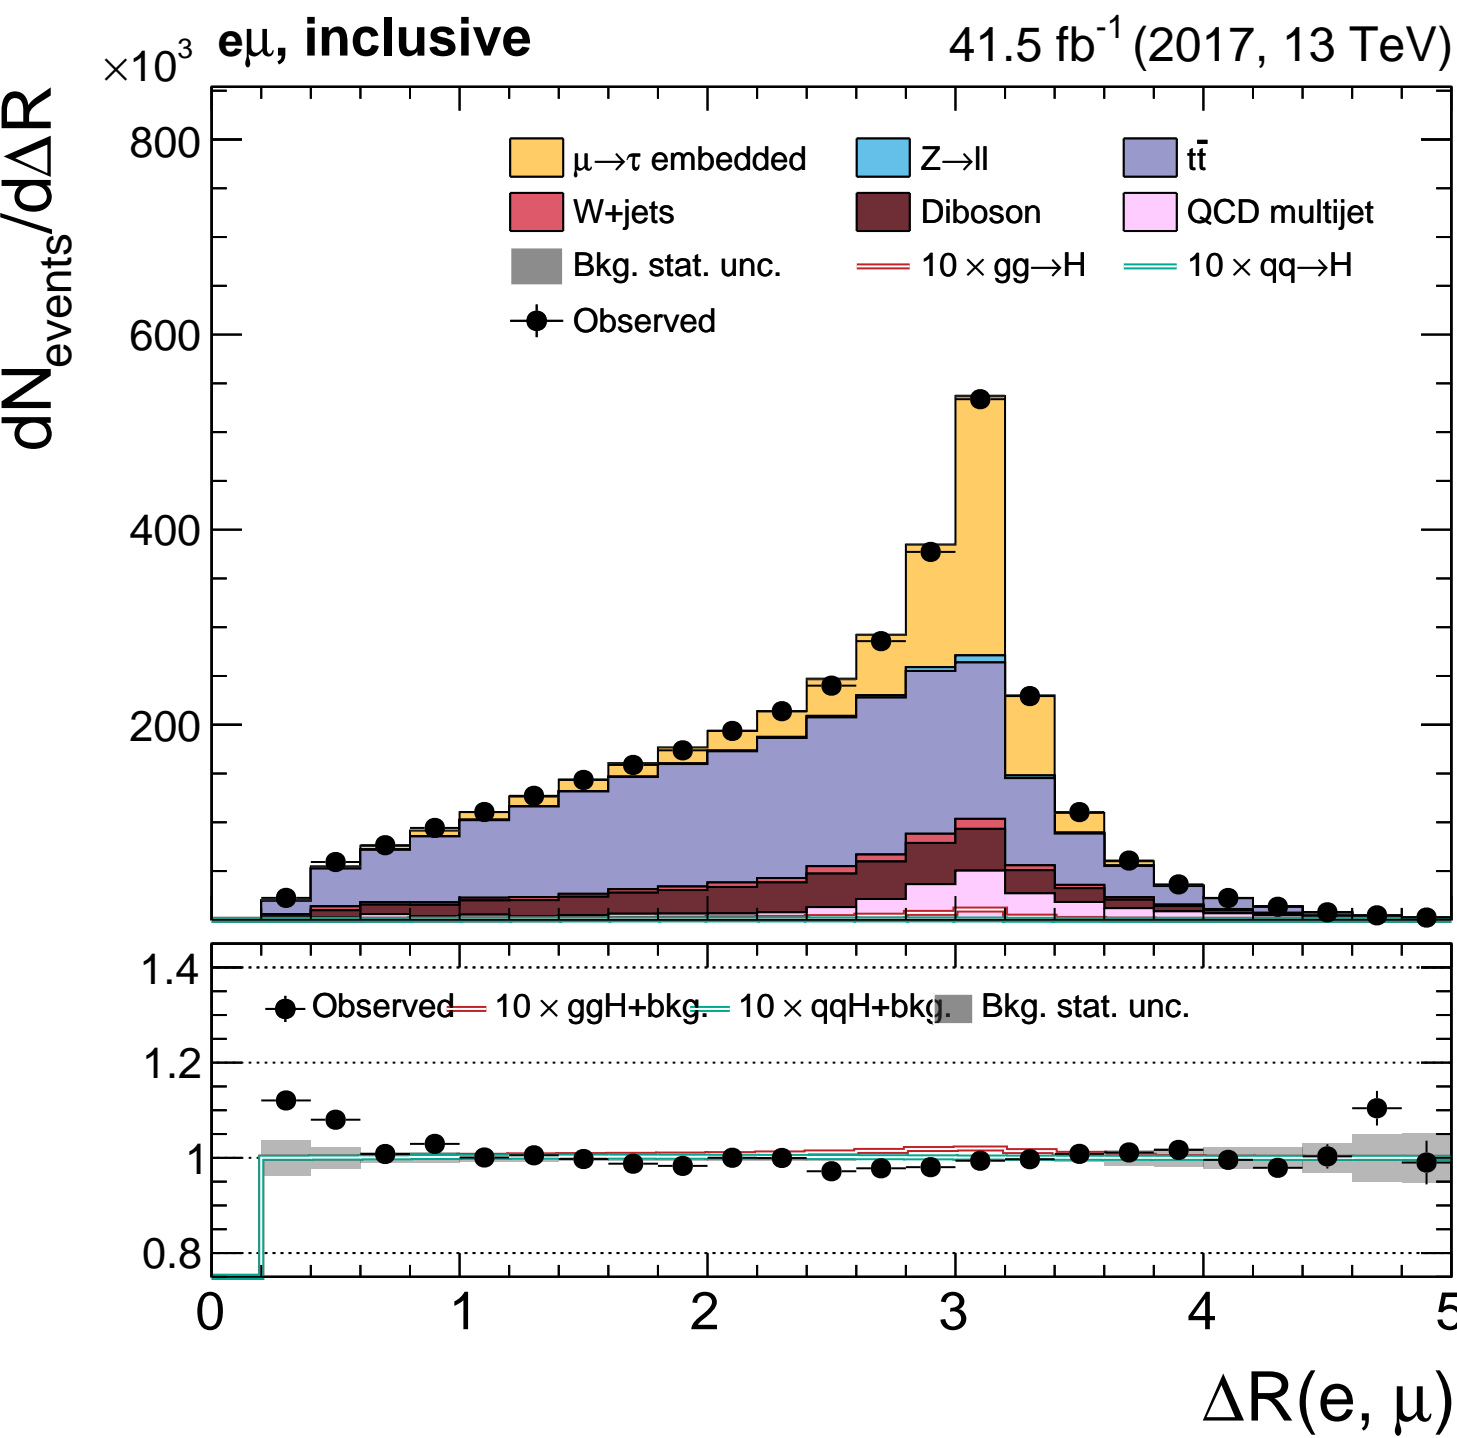 ×10³ eμ, inclusive 41.5 fb⁻¹ (2017, 13 TeV)
dN_events/dΔR
800
600
400
200
μ→τ embedded Z→ll tt̄
W+jets Diboson QCD multijet
Bkg. stat. unc. 10 × gg→H 10 × qq→H
Observed
1.4
1.2
1
0.8
Observed 10 × ggH+bkg. 10 × qqH+bkg. Bkg. stat. unc.
0 1 2 3 4 5
ΔR(e, μ)